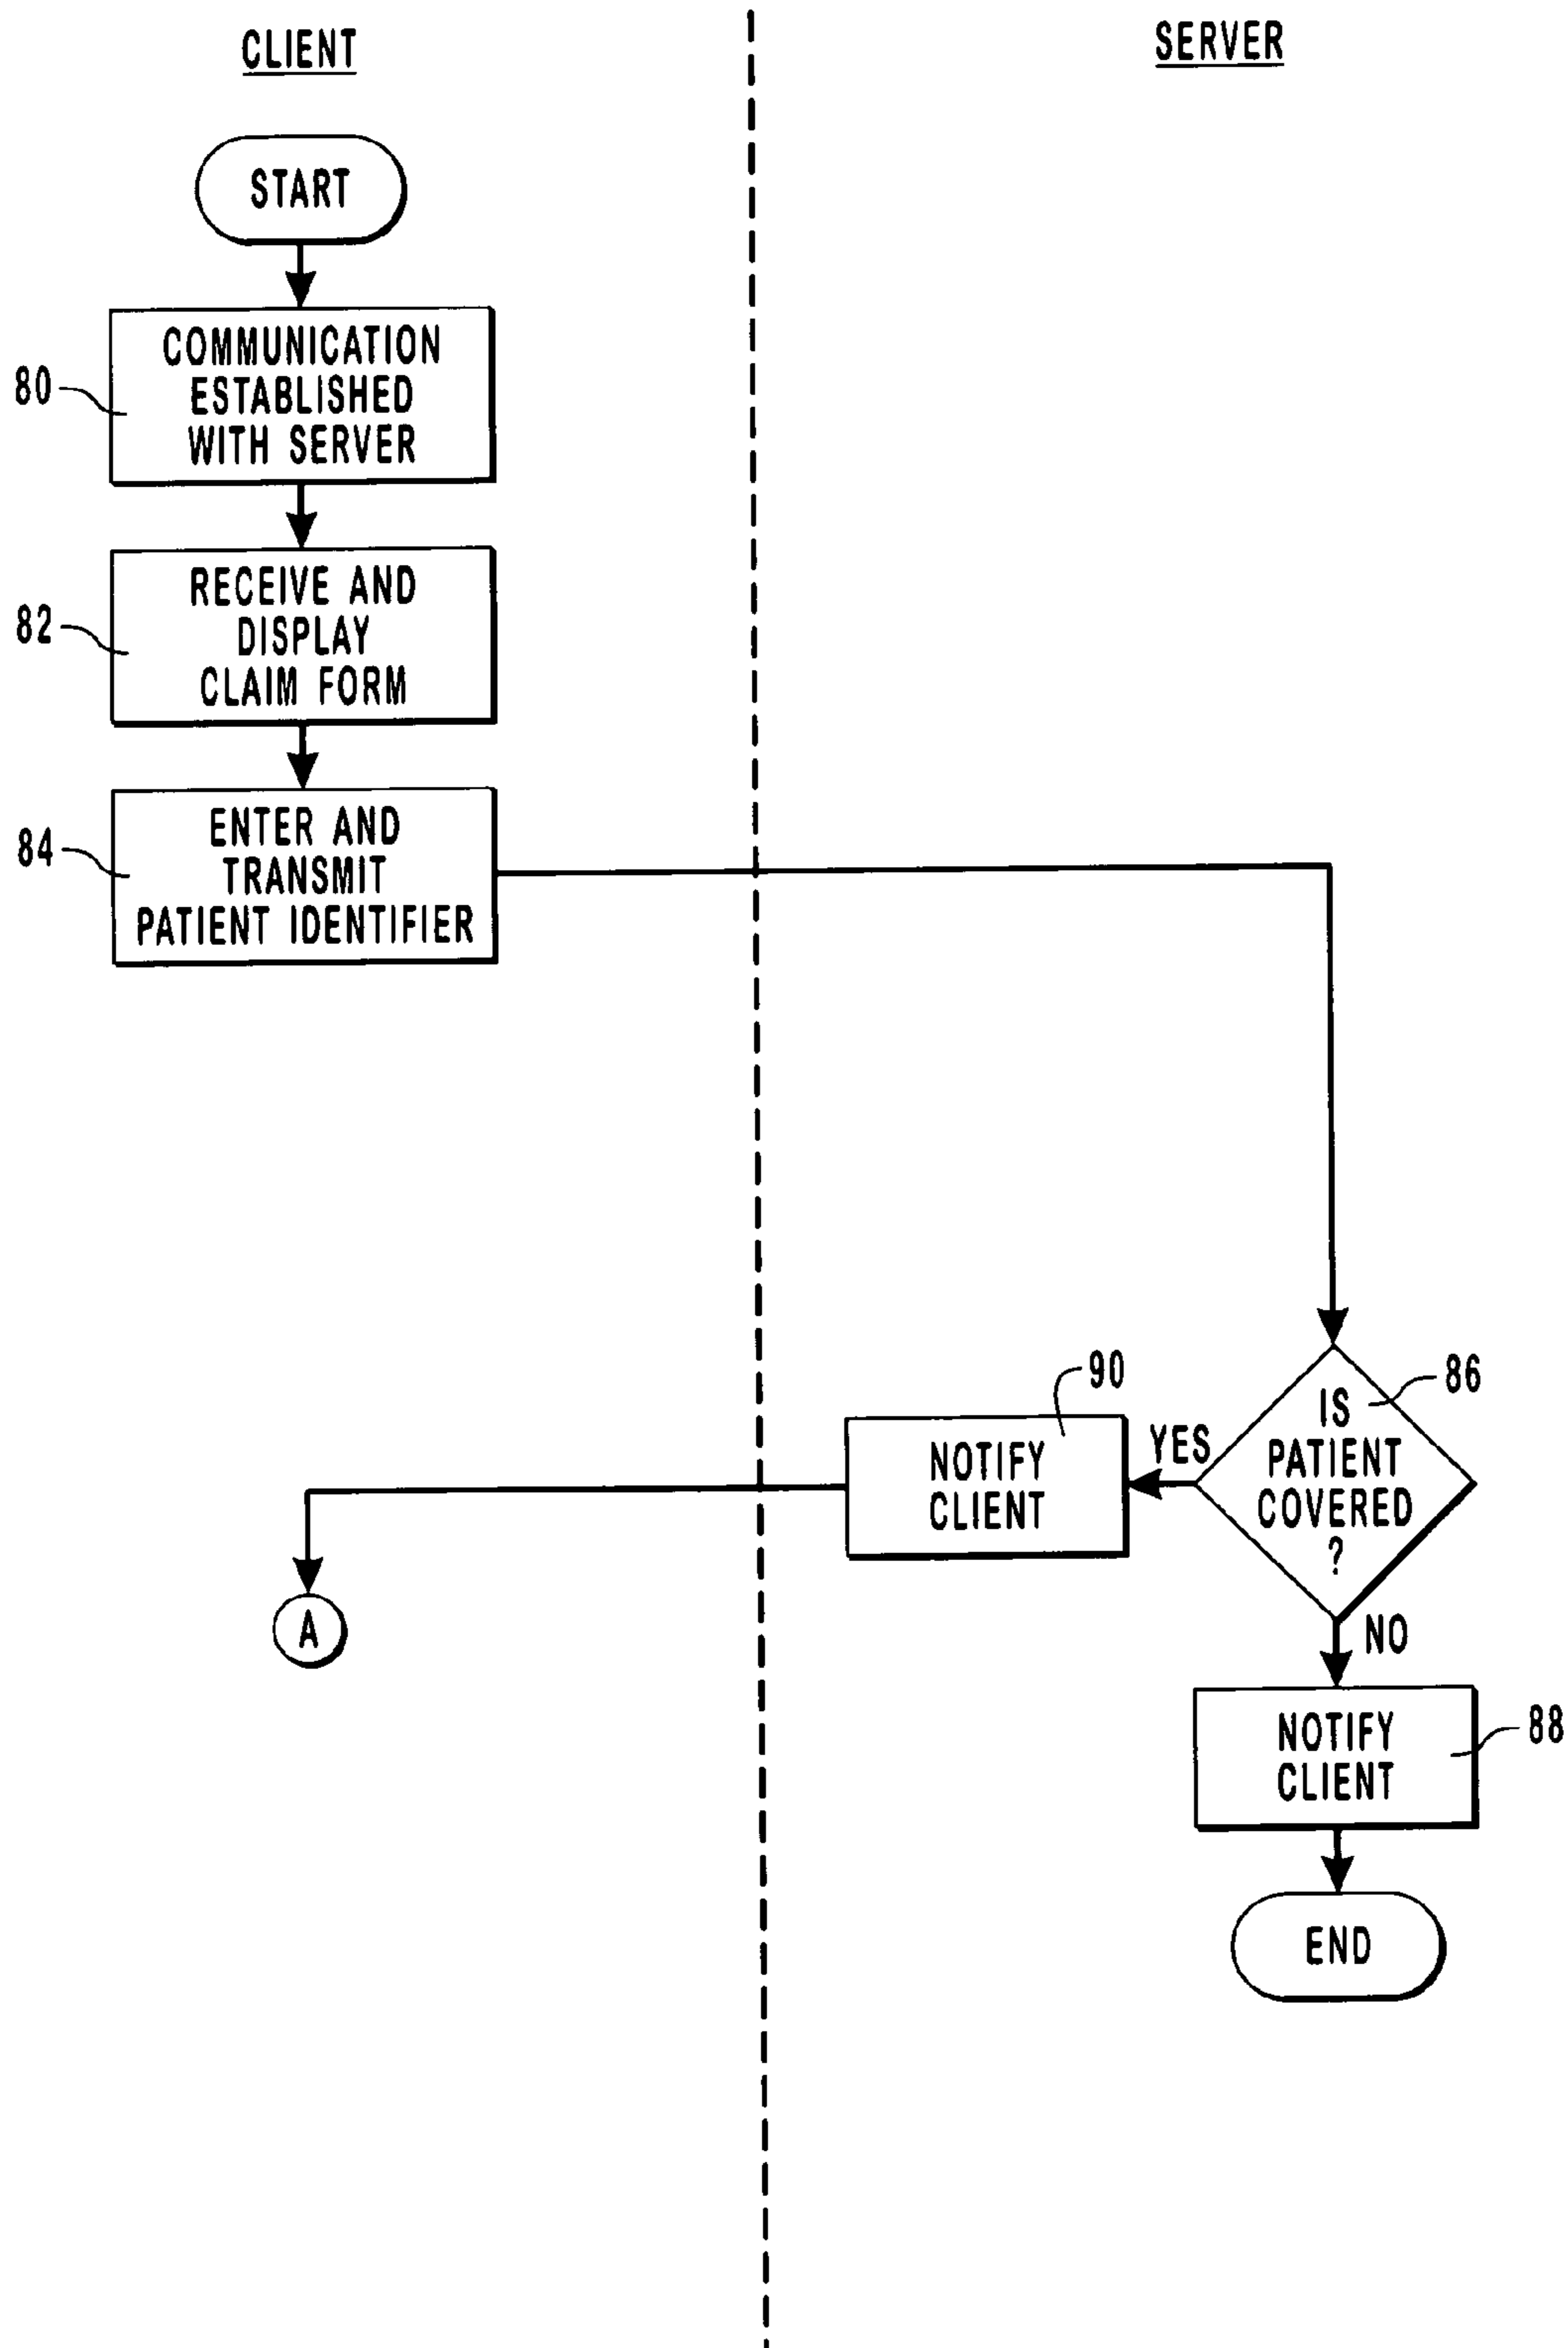 CLIENT
SERVER
START
80
COMMUNICATION
ESTABLISHED
WITH SERVER
82
RECEIVE AND
DISPLAY
CLAIM FORM
84
ENTER AND
TRANSMIT
PATIENT IDENTIFIER
86
IS
PATIENT
COVERED
?
YES
90
NOTIFY
CLIENT
A
NO
88
NOTIFY
CLIENT
END